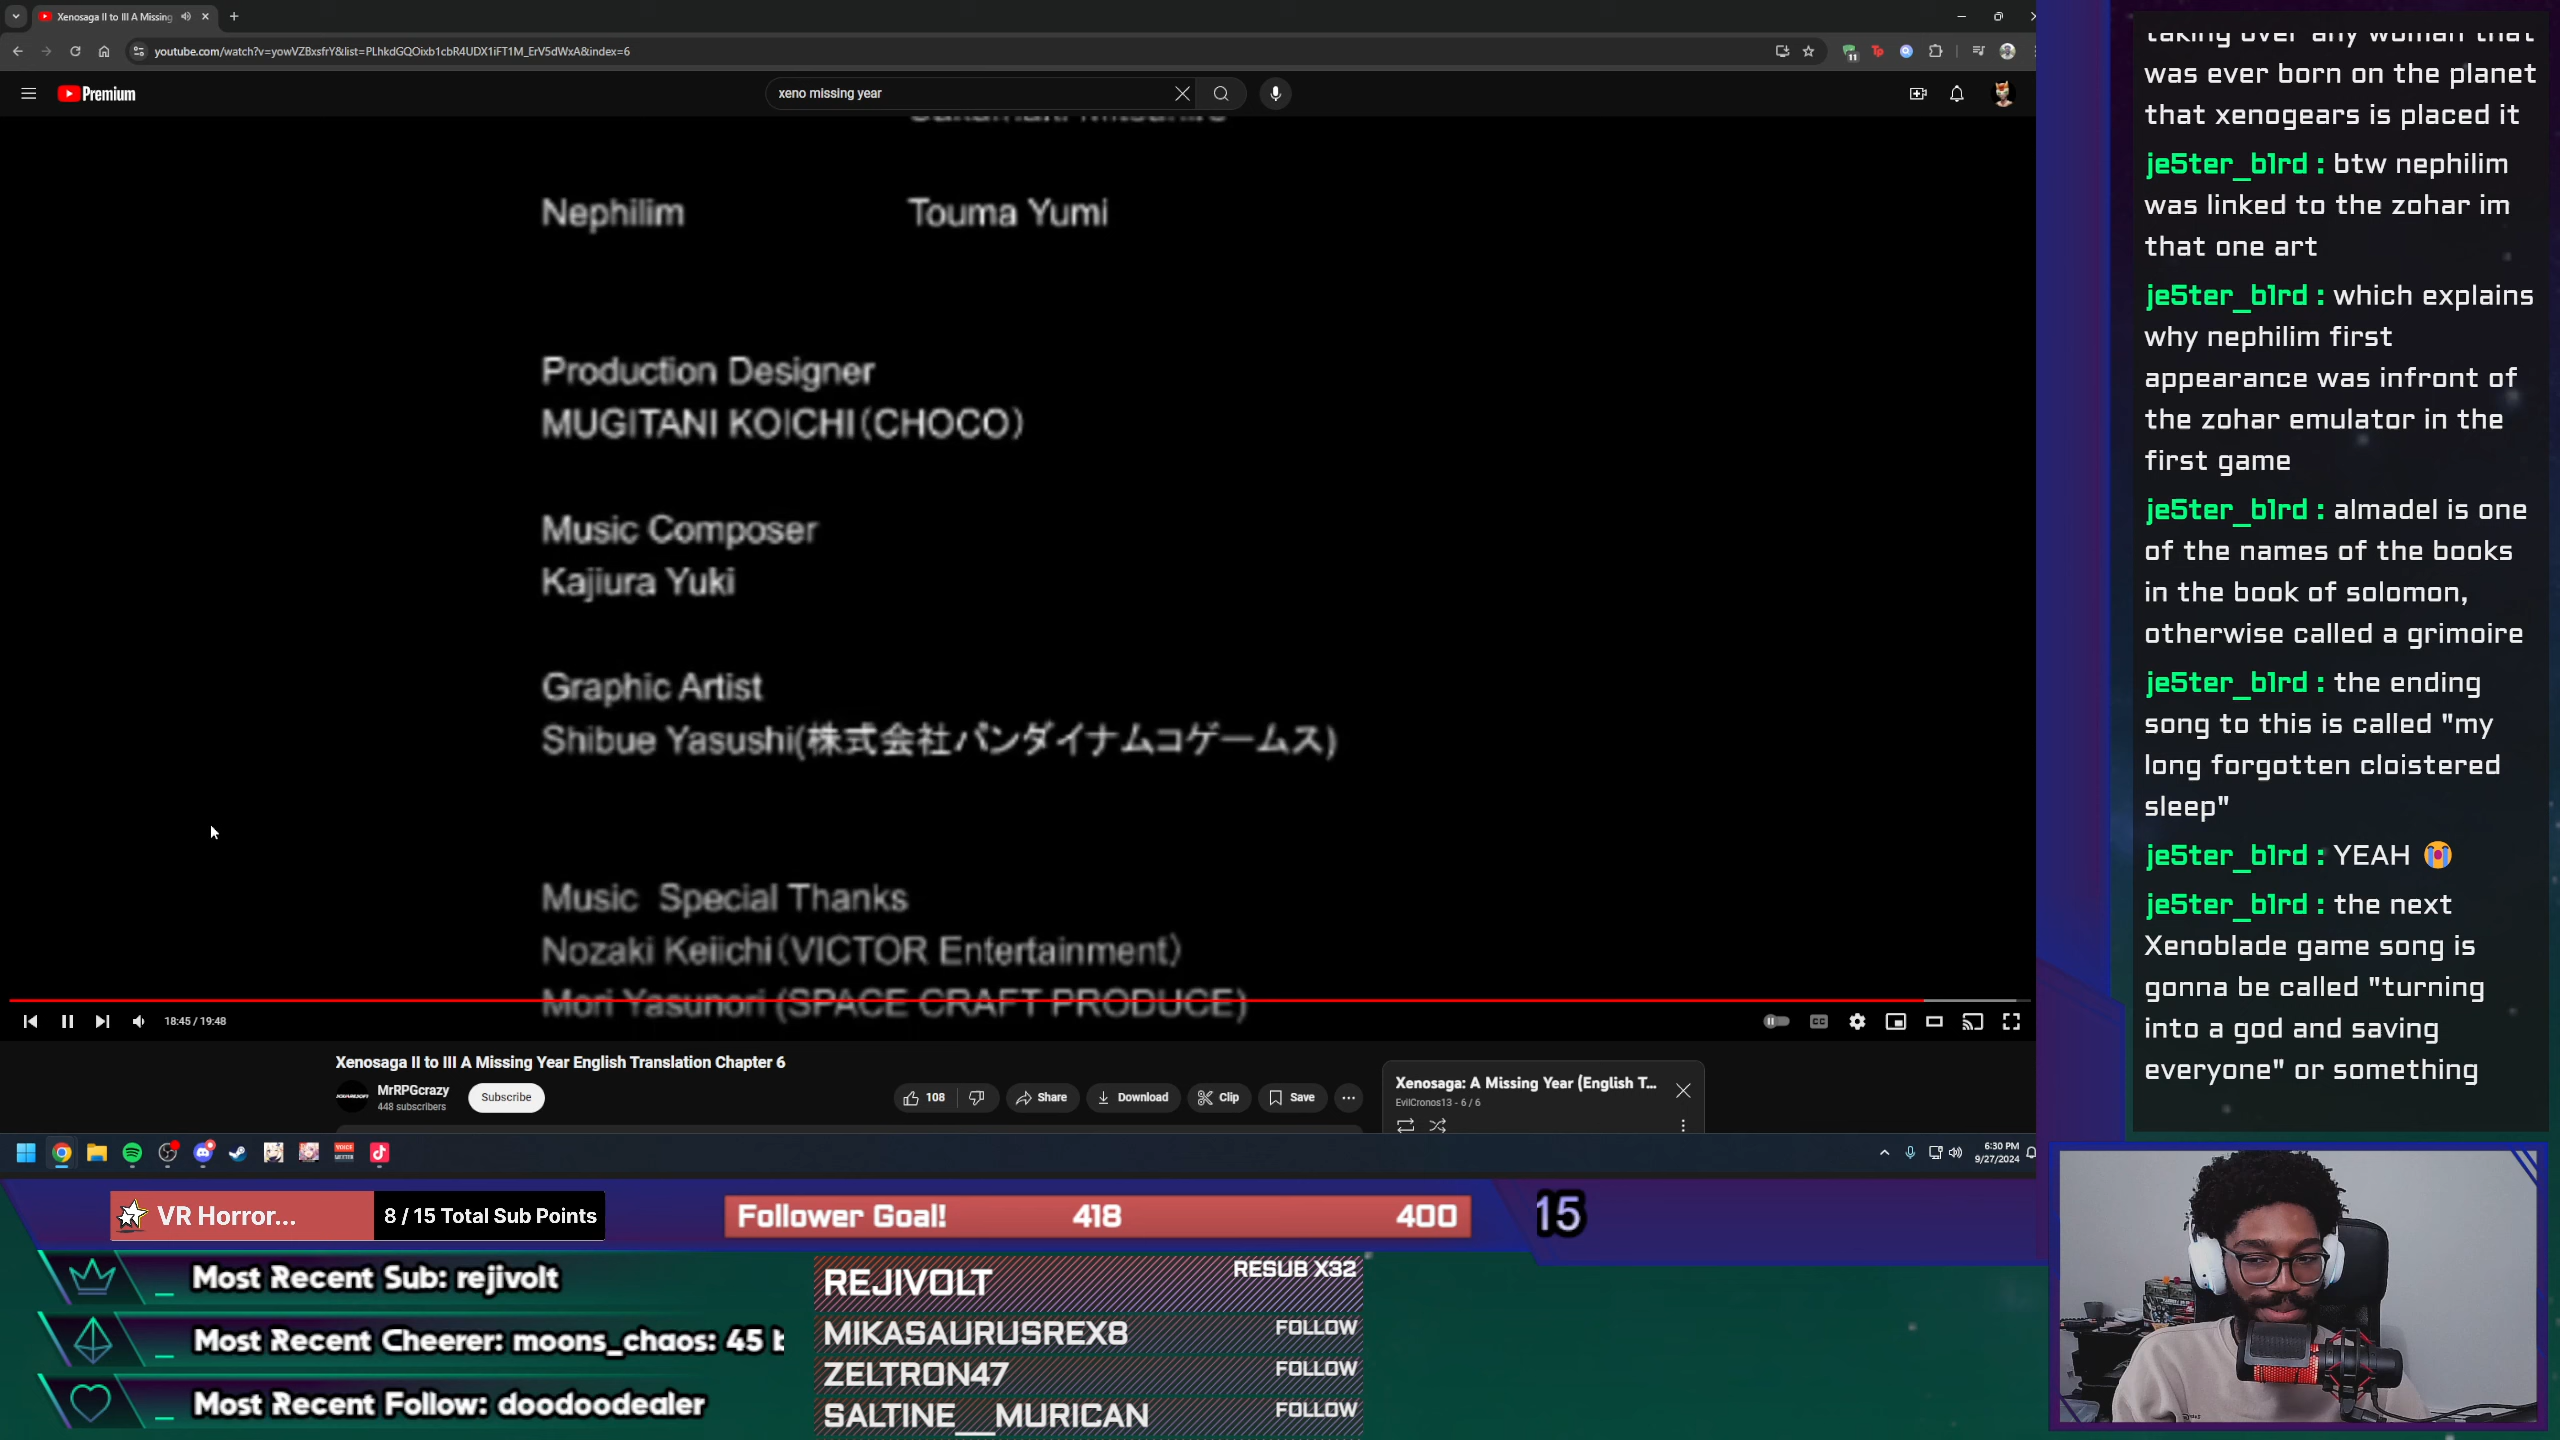 Xenosaga II to III A Missing
youtube.com/watch?v=yowVZBxsfrY&list=PLhkdGQOixb1cbR4UDX1iFT1M_ErV5dWxA&index=6
11
Premium
xeno missing year
Nephilim Touma Yumi
Production Designer
MUGITANI KOICHI(CHOCO)
Music Composer
Kajiura Yuki
Graphic Artist
Shibue Yasushi(株式会社バンダイナムコゲームス)
Music Special Thanks
Nozaki Keiichi(VICTOR Entertainment)
Mori Yasunori (SPACE CRAFT PRODUCE)
18:45 / 19:48
Xenosaga II to III A Missing Year English Translation Chapter 6
MrRPGcrazy
448 subscribers
Subscribe
108
Share
Download
Clip
Save
Xenosaga: A Missing Year (English T...
EvilCronos13 - 6 / 6
6:30 PM
9/27/2024
taking over any woman that
was ever born on the planet
that xenogears is placed it
je5ter_b1rd : btw nephilim
was linked to the zohar im
that one art
je5ter_b1rd : which explains
why nephilim first
appearance was infront of
the zohar emulator in the
first game
je5ter_b1rd : almadel is one
of the names of the books
in the book of solomon,
otherwise called a grimoire
je5ter_b1rd : the ending
song to this is called "my
long forgotten cloistered
sleep"
je5ter_b1rd : YEAH 😭
je5ter_b1rd : the next
Xenoblade game song is
gonna be called "turning
into a god and saving
everyone" or something
VR Horror...
8 / 15 Total Sub Points
Follower Goal! 418 400
15
Most Recent Sub: rejivolt
Most Recent Cheerer: moons_chaos: 45 b
Most Recent Follow: doodoodealer
REJIVOLT RESUB X32
MIKASAURUSREX8 FOLLOW
ZELTRON47 FOLLOW
SALTINE__MURICAN FOLLOW